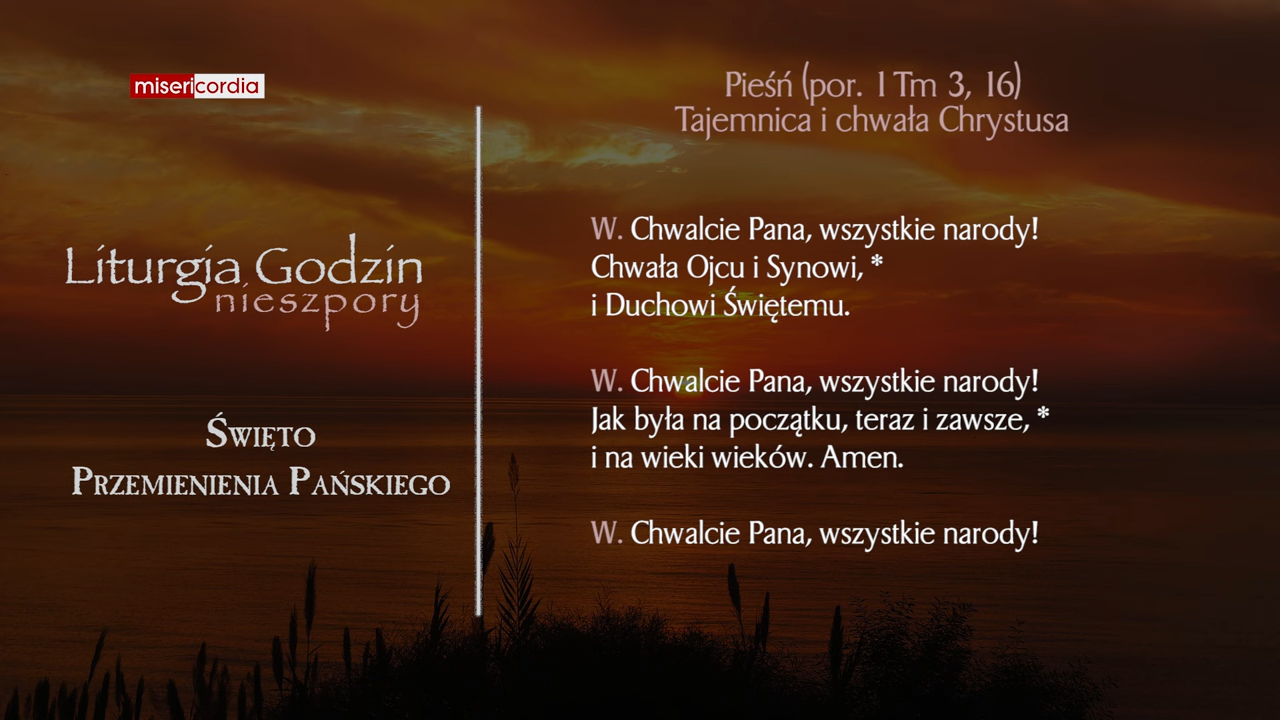 misericordia
Liturgia Godzin
nieszpory
Święto
Przemienienia Pańskiego
Pieśń (por. 1 Tm 3, 16)
Tajemnica i chwała Chrystusa
W. Chwalcie Pana, wszystkie narody!
Chwała Ojcu i Synowi, *
i Duchowi Świętemu.
W. Chwalcie Pana, wszystkie narody!
Jak była na początku, teraz i zawsze, *
i na wieki wieków. Amen.
W. Chwalcie Pana, wszystkie narody!